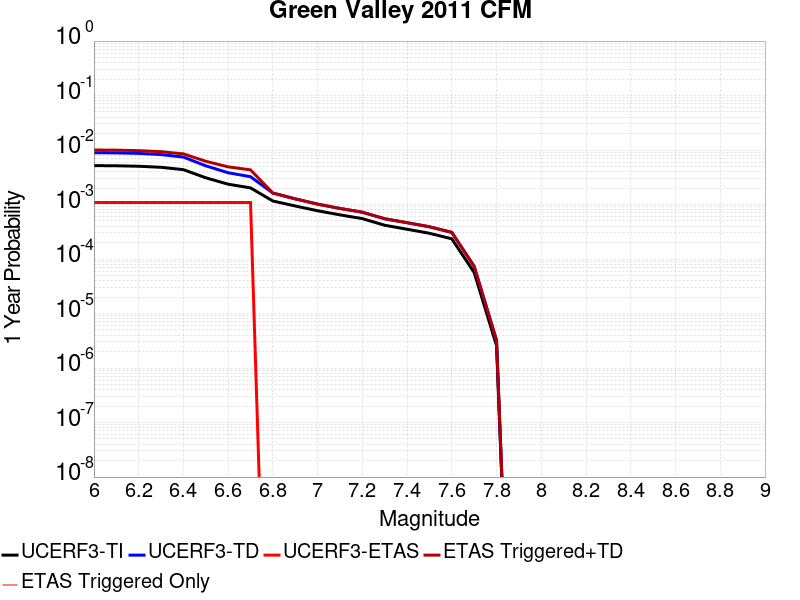 Green Valley 2011 CFM
1 Year Probability
10^0
10^-1
10^-2
10^-3
10^-4
10^-5
10^-6
10^-7
10^-8
6 6.2 6.4 6.6 6.8 7 7.2 7.4 7.6 7.8 8 8.2 8.4 8.6 8.8 9
Magnitude
UCERF3-TI UCERF3-TD UCERF3-ETAS ETAS Triggered+TD
ETAS Triggered Only